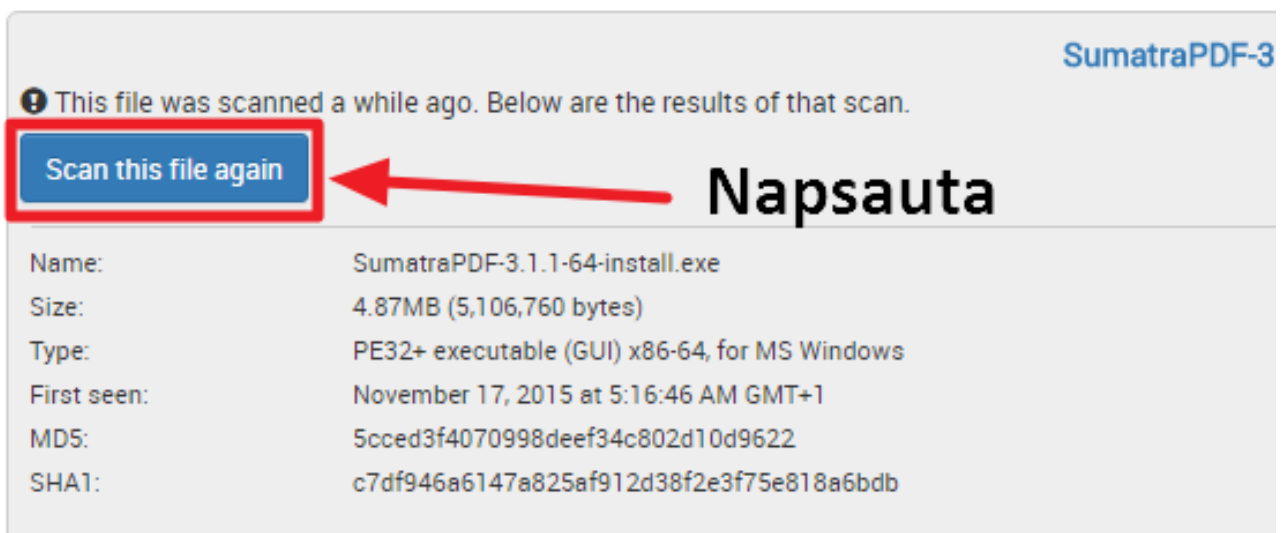 SumatraPDF-3
This file was scanned a while ago. Below are the results of that scan.
Scan this file again
Napsauta
Name: SumatraPDF-3.1.1-64-install.exe
Size: 4.87MB (5,106,760 bytes)
Type: PE32+ executable (GUI) x86-64, for MS Windows
First seen: November 17, 2015 at 5:16:46 AM GMT+1
MD5: 5cced3f4070998deef34c802d10d9622
SHA1: c7df946a6147a825af912d38f2e3f75e818a6bdb